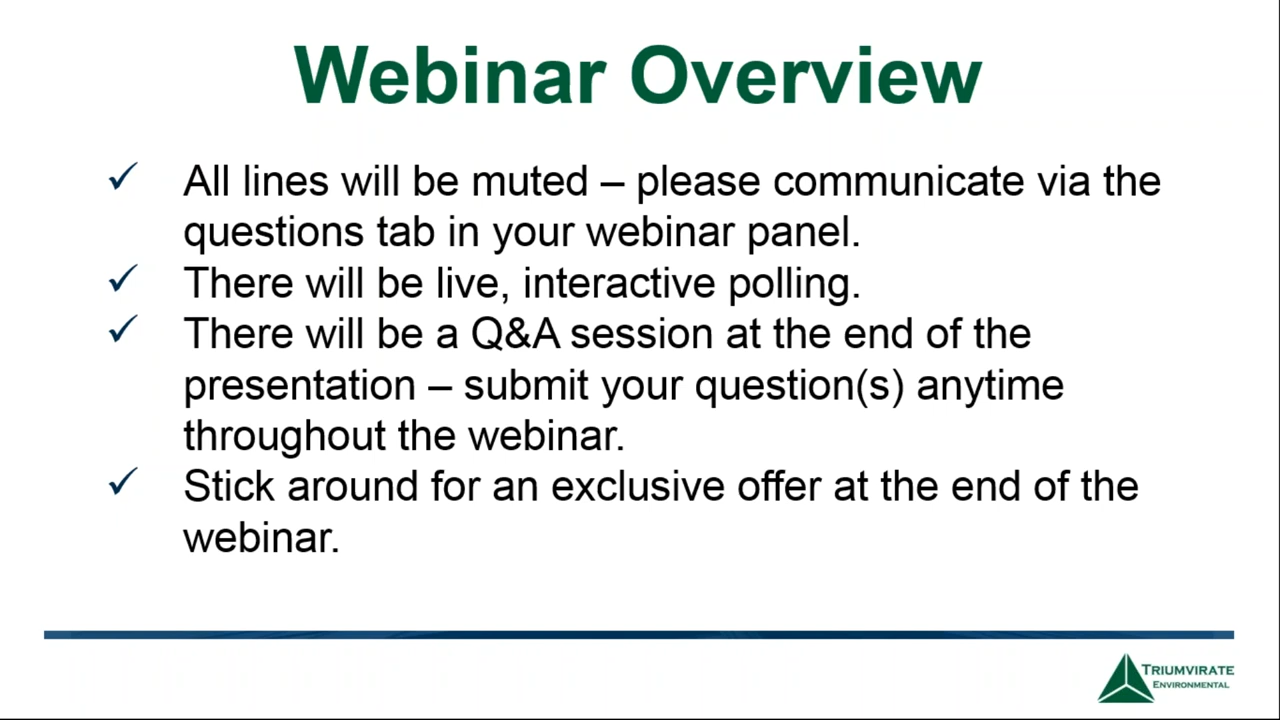 Webinar Overview
✓ All lines will be muted – please communicate via the
questions tab in your webinar panel.
✓ There will be live, interactive polling.
✓ There will be a Q&A session at the end of the
presentation – submit your question(s) anytime
throughout the webinar.
✓ Stick around for an exclusive offer at the end of the
webinar.
TRIUMVIRATE
ENVIRONMENTAL